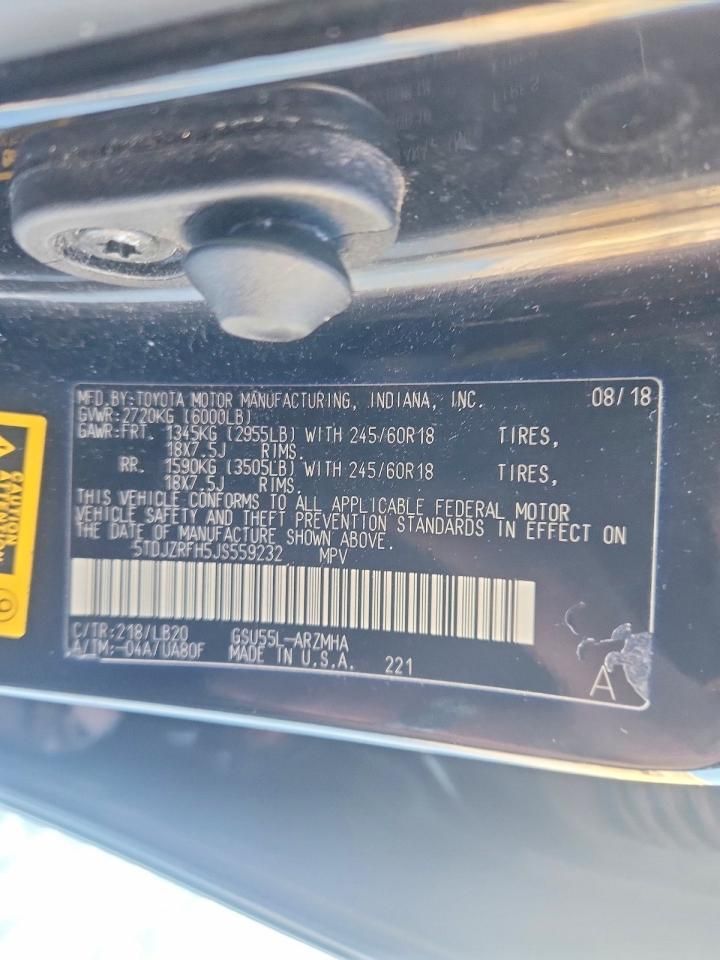 MFD.BY:TOYOTA MOTOR MANUFACTURING, INDIANA, INC. 08/18
GVWR:2720KG (6000LB)
GAWR:FRT. 1345KG (2955LB) WITH 245/60R18 TIRES,
18X7.5J RIMS.
RR. 1590KG (3505LB) WITH 245/60R18 TIRES,
18X7.5J RIMS.
THIS VEHICLE CONFORMS TO ALL APPLICABLE FEDERAL MOTOR
VEHICLE SAFETY AND THEFT PREVENTION STANDARDS IN EFFECT ON
THE DATE OF MANUFACTURE SHOWN ABOVE.
5TDJZRFH5JS559232 MPV
C/TR:218/LB20 GSU55L-ARZMHA
A/TM:-04A/UA80F MADE IN U.S.A. 221
A
CAUTION